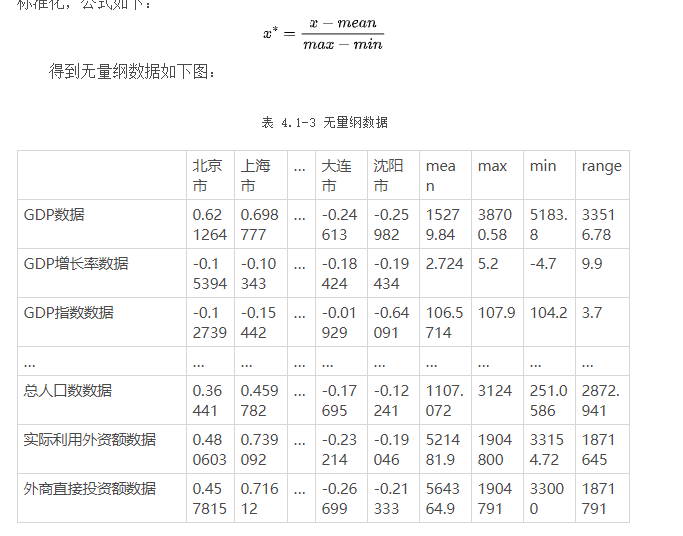 标准化，公式如下：
x* = (x − mean) / (max − min)
得到无量纲数据如下图：
表 4.1-3 无量纲数据
北京市 上海市 … 大连市 沈阳市 mean max min range
GDP数据 0.621264 0.698777 … -0.24613 -0.25982 15279.84 38700.58 5183.8 33516.78
GDP增长率数据 -0.15394 -0.10343 … -0.18424 -0.19434 2.724 5.2 -4.7 9.9
GDP指数数据 -0.12739 -0.15442 … -0.01929 -0.64091 106.5714 107.9 104.2 3.7
… … … … … … … … … …
总人口数数据 0.36441 0.459782 … -0.17695 -0.12241 1107.072 3124 251.0586 2872.941
实际利用外资额数据 0.480603 0.739092 … -0.23214 -0.19046 521481.9 1904800 33154.72 1871645
外商直接投资额数据 0.457815 0.71612 … -0.26699 -0.21333 564364.9 1904791 33000 1871791